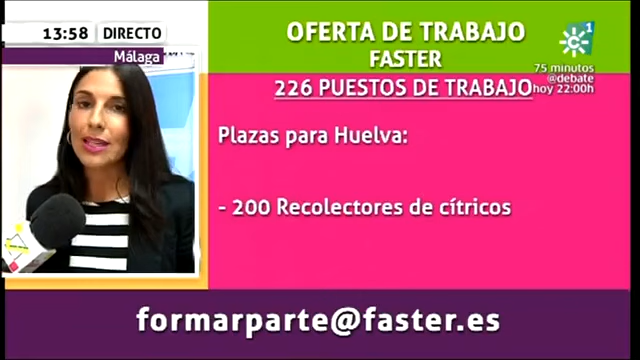 13:58 DIRECTO
Málaga
OFERTA DE TRABAJO
FASTER
1
75 minutos
@debate
hoy 22:00h
226 PUESTOS DE TRABAJO
Plazas para Huelva:
- 200 Recolectores de cítricos
formarparte@faster.es